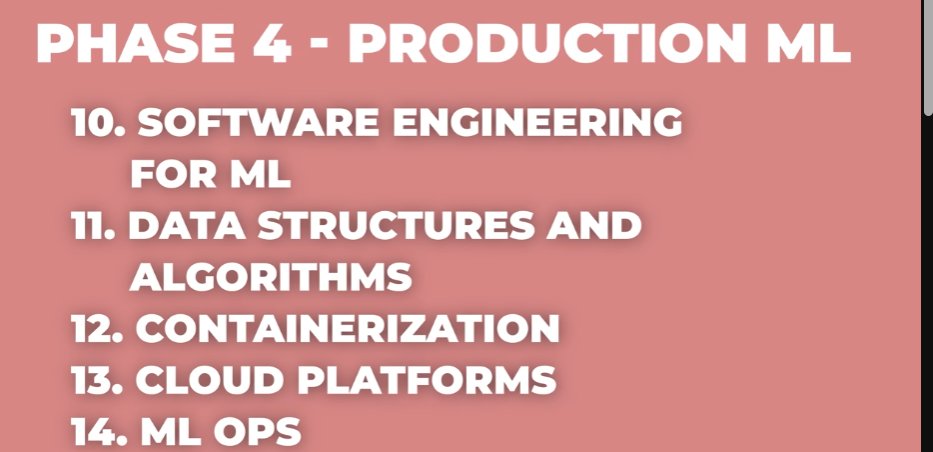 PHASE 4 - PRODUCTION ML
10. SOFTWARE ENGINEERING
FOR ML
11. DATA STRUCTURES AND
ALGORITHMS
12. CONTAINERIZATION
13. CLOUD PLATFORMS
14. ML OPS